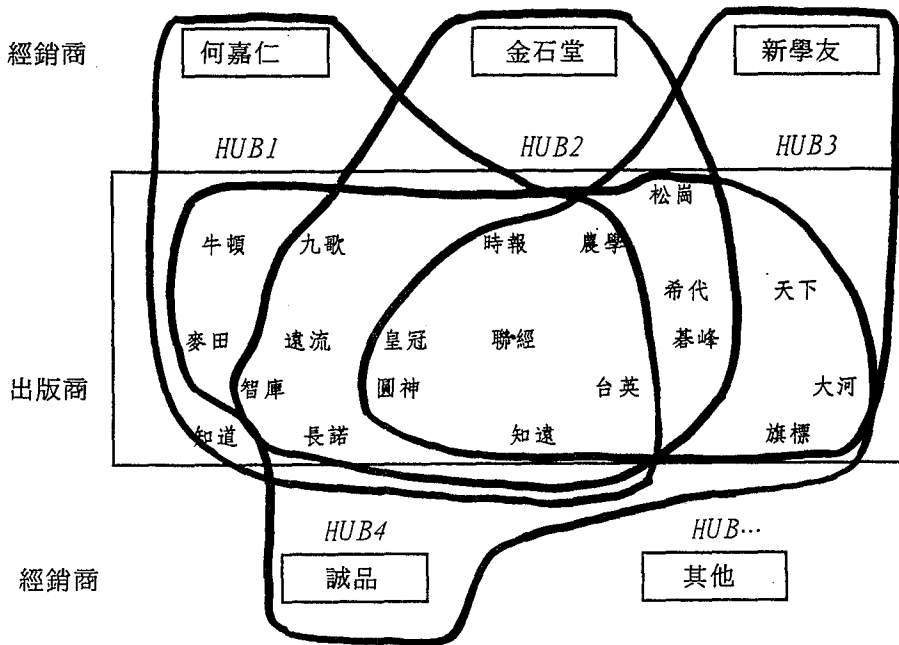 經銷商 何嘉仁 金石堂 新學友
HUB1 HUB2 HUB3
松崗
牛頓 九歌 時報 農學
希代 天下
麥田 遠流 皇冠 聯經 碁峰
出版商 智庫 圓神 台英 大河
知道 長諾 知遠 旗標
HUB4 HUB…
經銷商 誠品 其他